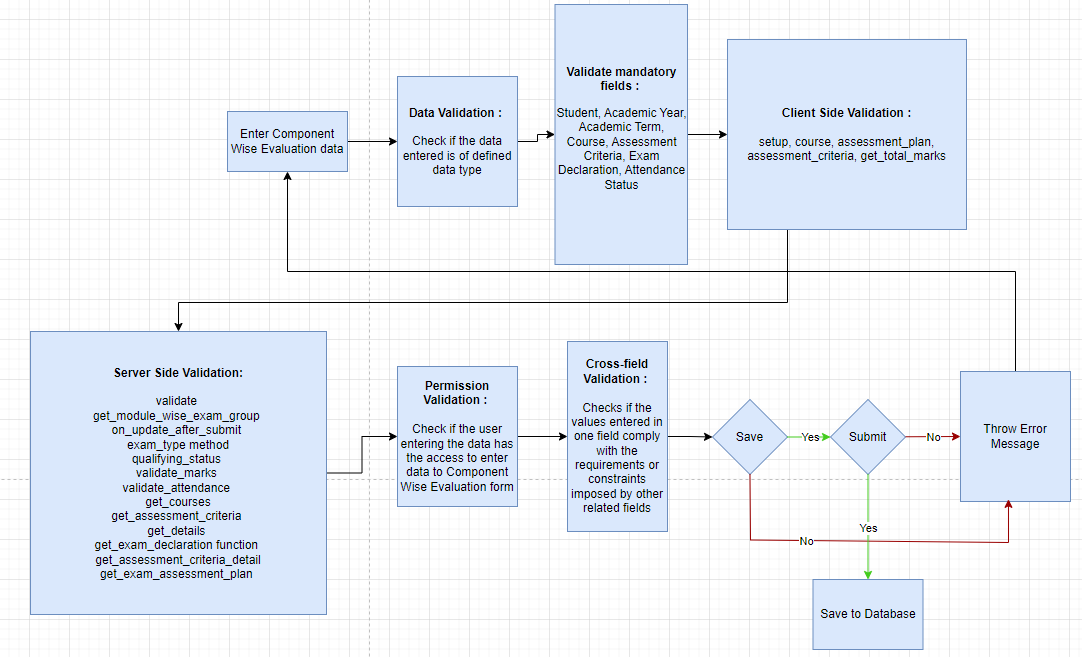 Enter Component
Wise Evaluation data
Data Validation :
Check if the data
entered is of defined
data type
Validate mandatory
fields :
Student, Academic Year,
Academic Term,
Course, Assessment
Criteria, Exam
Declaration, Attendance
Status
Client Side Validation :
setup, course, assessment_plan,
assessment_criteria, get_total_marks
Server Side Validation:
validate
get_module_wise_exam_group
on_update_after_submit
exam_type method
qualifying_status
validate_marks
validate_attendance
get_courses
get_assessment_criteria
get_details
get_exam_declaration function
get_assessment_criteria_detail
get_exam_assessment_plan
Permission
Validation :
Check if the user
entering the data has
the access to enter
data to Component
Wise Evaluation form
Cross-field
Validation :
Checks if the
values entered in
one field comply
with the
requirements or
constraints
imposed by other
related fields
Save
Yes
Submit
No
Throw Error
Message
Yes
No
Save to Database